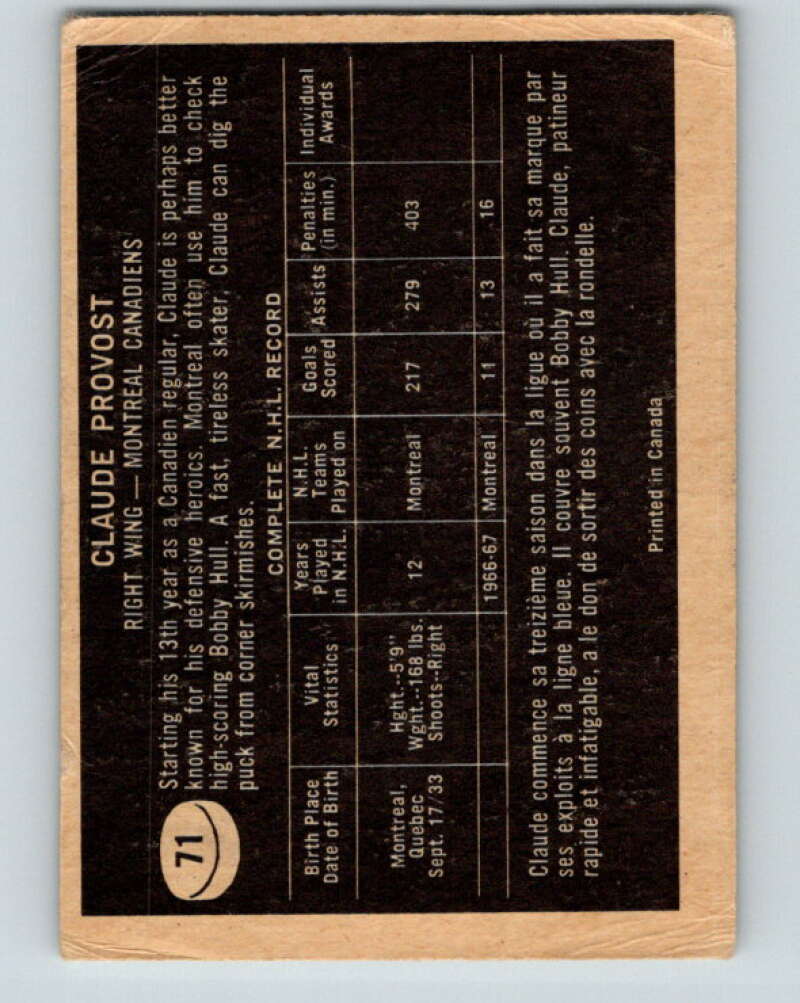 CLAUDE PROVOST
RIGHT WING — MONTREAL CANADIENS
71
Starting his 13th year as a Canadien regular, Claude is perhaps better
known for his defensive heroics. Montreal often use him to check
high-scoring Bobby Hull. A fast, tireless skater, Claude can dig the
puck from corner skirmishes.
COMPLETE N.H.L. RECORD
Birth Place Date of Birth | Vital Statistics | Years Played in N.H.L. | N.H.L. Teams Played on | Goals Scored | Assists | Penalties (in min.) | Individual Awards
Montreal, Quebec Sept. 17/33 | Hght.--5'9" Wght.--168 lbs. Shoots--Right | 12 | Montreal | 217 | 279 | 403
1966-67 | Montreal | 11 | 13 | 16
Claude commence sa treizième saison dans la ligue où il a fait sa marque par
ses exploits à la ligne bleue. Il couvre souvent Bobby Hull. Claude, patineur
rapide et infatigable, a le don de sortir des coins avec la rondelle.
Printed in Canada